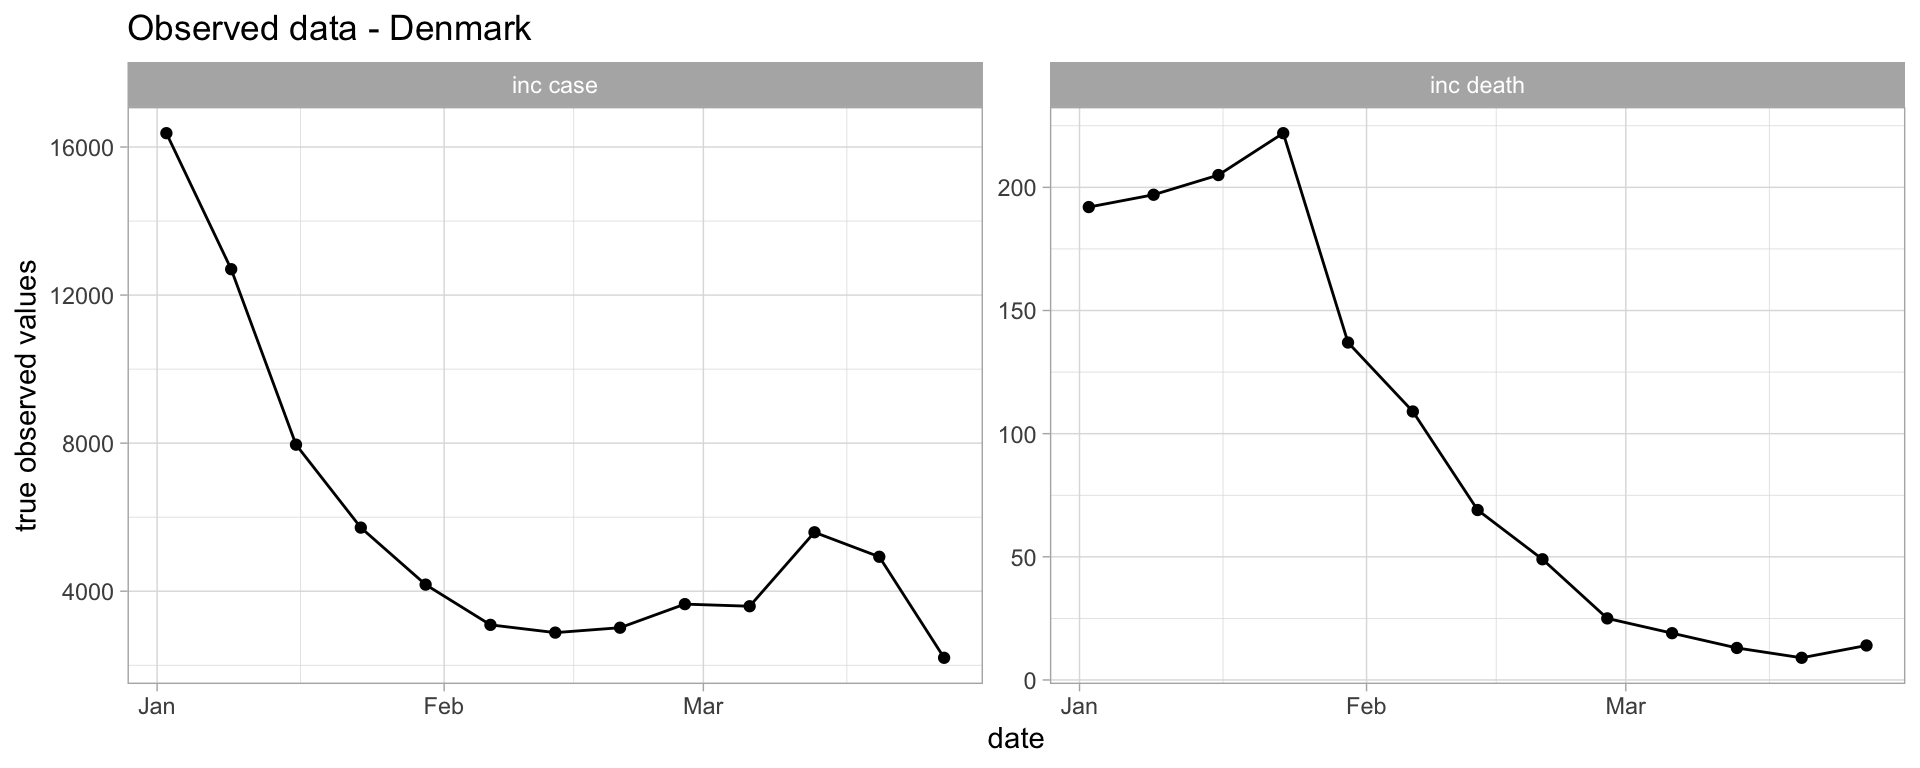 Observed data - Denmark
inc case
inc death
true observed values
16000
12000
8000
4000
200
150
100
50
0
Jan Feb Mar
Jan Feb Mar
date